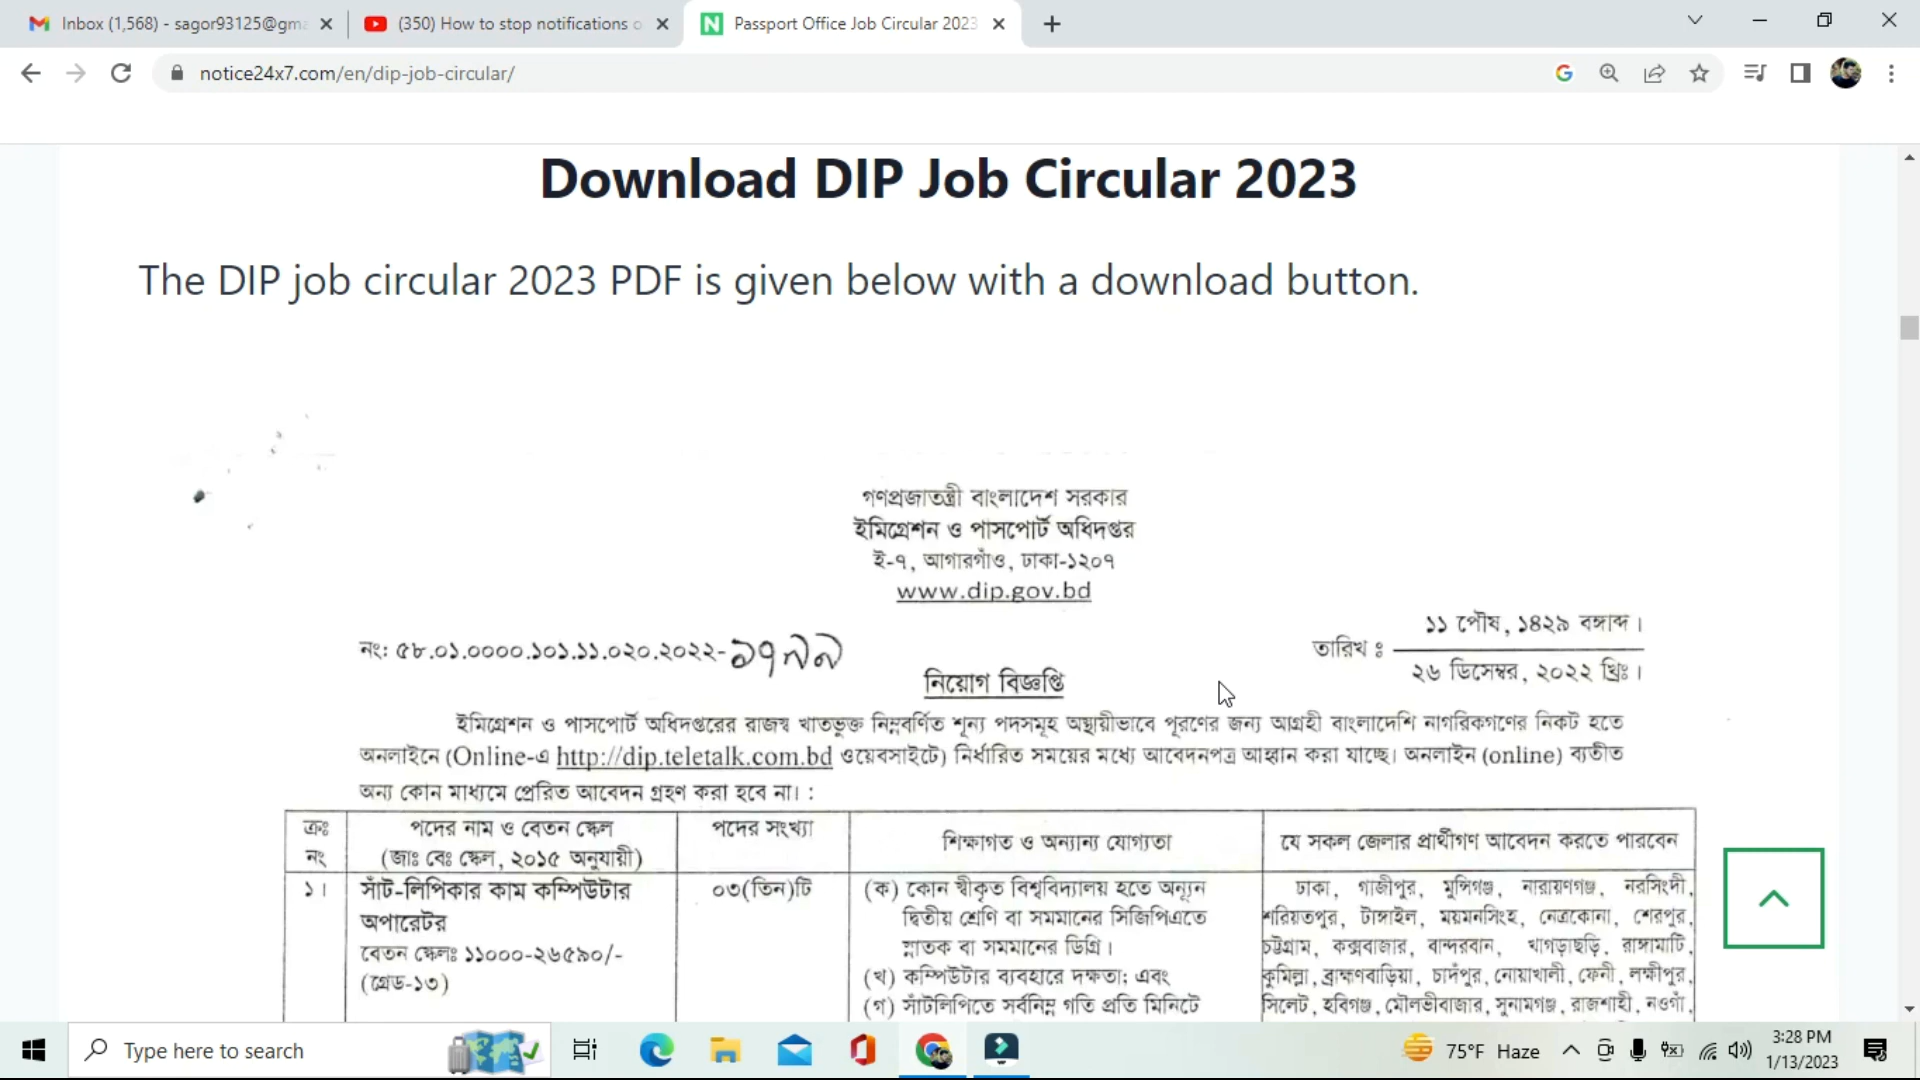 Inbox (1,568) - sagor93125@gma
(350) How to stop notifications o
Passport Office Job Circular 2023
notice24x7.com/en/dip-job-circular/
Download DIP Job Circular 2023
The DIP job circular 2023 PDF is given below with a download button.
গণপ্রজাতন্ত্রী বাংলাদেশ সরকার
ইমিগ্রেশন ও পাসপোর্ট অধিদপ্তর
ই-৭, আগারগাঁও, ঢাকা-১২০৭
www.dip.gov.bd
নং: ৫৮.০১.০০০০.১০১.১১.০২০.২০২২-
তারিখ ঃ
১১ পৌষ, ১৪২৯ বঙ্গাব্দ।
২৬ ডিসেম্বর, ২০২২ খ্রিঃ।
নিয়োগ বিজ্ঞপ্তি
ইমিগ্রেশন ও পাসপোর্ট অধিদপ্তরের রাজস্ব খাতভুক্ত নিম্নবর্ণিত শূন্য পদসমূহ অস্থায়ীভাবে পূরণের জন্য আগ্রহী বাংলাদেশি নাগরিকগণের নিকট হতে
অনলাইনে (Online-এ http://dip.teletalk.com.bd ওয়েবসাইটে) নির্ধারিত সময়ের মধ্যে আবেদনপত্র আহ্বান করা যাচ্ছে। অনলাইন (online) ব্যতীত
অন্য কোন মাধ্যমে প্রেরিত আবেদন গ্রহণ করা হবে না। :
ক্রঃ নং
পদের নাম ও বেতন স্কেল
(জাঃ বেঃ স্কেল, ২০১৫ অনুযায়ী)
পদের সংখ্যা
শিক্ষাগত ও অন্যান্য যোগ্যতা
যে সকল জেলার প্রার্থীগণ আবেদন করতে পারবেন
১।
সাঁট-লিপিকার কাম কম্পিউটার
অপারেটর
বেতন স্কেলঃ ১১০০০-২৬৫৯০/-
(গ্রেড-১৩)
০৩(তিন)টি
(ক) কোন স্বীকৃত বিশ্ববিদ্যালয় হতে অন্যূন
দ্বিতীয় শ্রেণি বা সমমানের সিজিপিএতে
স্নাতক বা সমমানের ডিগ্রি।
(খ) কম্পিউটার ব্যবহারে দক্ষতা; এবং
(গ) সাঁটলিপিতে সর্বনিম্ন গতি প্রতি মিনিটে
ঢাকা, গাজীপুর, মুন্সিগঞ্জ, নারায়ণগঞ্জ, নরসিংদী,
শরিয়তপুর, টাঙ্গাইল, ময়মনসিংহ, নেত্রকোনা, শেরপুর,
চট্টগ্রাম, কক্সবাজার, বান্দরবান, খাগড়াছড়ি, রাঙ্গামাটি,
কুমিল্লা, ব্রাহ্মণবাড়িয়া, চাদঁপুর, নোয়াখালী, ফেনী, লক্ষীপুর,
সিলেট, হবিগঞ্জ, মৌলভীবাজার, সুনামগঞ্জ, রাজশাহী, নওগাঁ,
Type here to search
75°F Haze
3:28 PM
1/13/2023